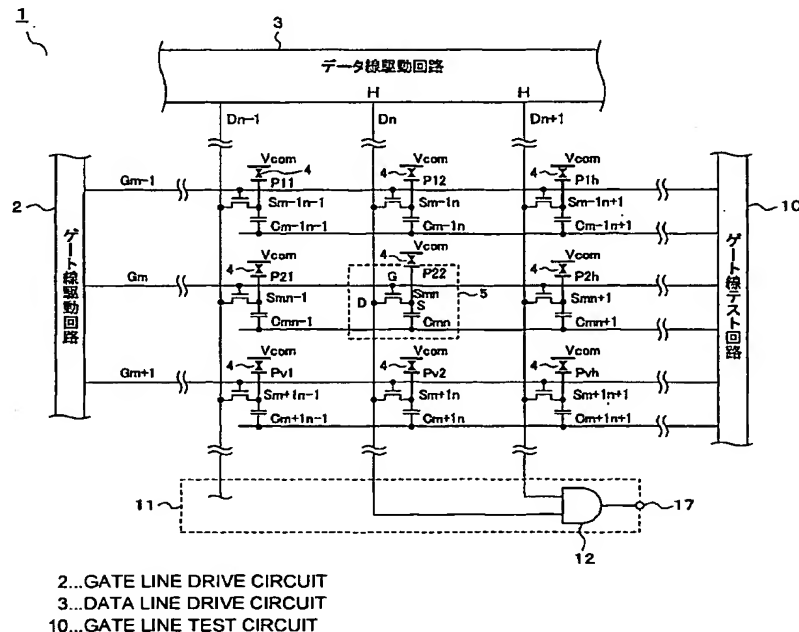 1
3
データ線駆動回路
H H
Dn-1 Dn Dn+1
Vcom Vcom Vcom
4 4 4
P11 P12 P1h
2 Gm-1 10
Sm-1n-1 Sm-1n Sm-1n+1
Cm-1n-1 Cm-1n Cm-1n+1
ゲート線駆動回路
ゲート線テスト回路
Vcom Vcom Vcom
4 4 4
P21 P22 P2h
Gm G 5
Smn-1 D Smn S Smn+1
Cmn-1 Cmn Cmn+1
Vcom Vcom Vcom
4 4 4
Pv1 Pv2 Pvh
Gm+1
Sm+1n-1 Sm+1n Sm+1n+1
Cm+1n-1 Cm+1n Cm+1n+1
11 17
12
2...GATE LINE DRIVE CIRCUIT
3...DATA LINE DRIVE CIRCUIT
10...GATE LINE TEST CIRCUIT